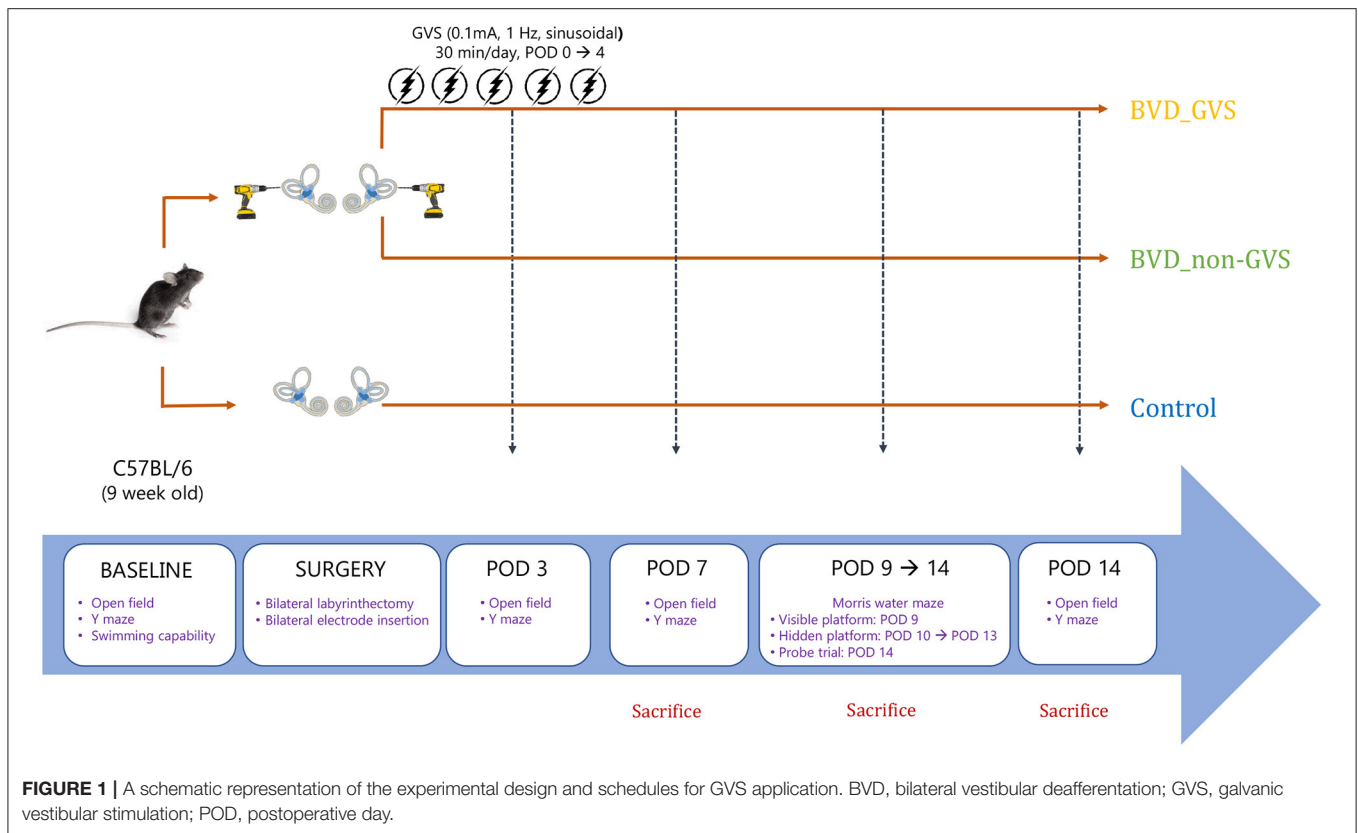 GVS (0.1mA, 1 Hz, sinusoidal)
30 min/day, POD 0 → 4
BVD_GVS
BVD_non-GVS
Control
C57BL/6
(9 week old)
BASELINE
• Open field
• Y maze
• Swimming capability
SURGERY
• Bilateral labyrinthectomy
• Bilateral electrode insertion
POD 3
• Open field
• Y maze
POD 7
• Open field
• Y maze
POD 9 → 14
Morris water maze
• Visible platform: POD 9
• Hidden platform: POD 10 → POD 13
• Probe trial: POD 14
POD 14
• Open field
• Y maze
Sacrifice
Sacrifice
Sacrifice
FIGURE 1 | A schematic representation of the experimental design and schedules for GVS application. BVD, bilateral vestibular deafferentation; GVS, galvanic
vestibular stimulation; POD, postoperative day.